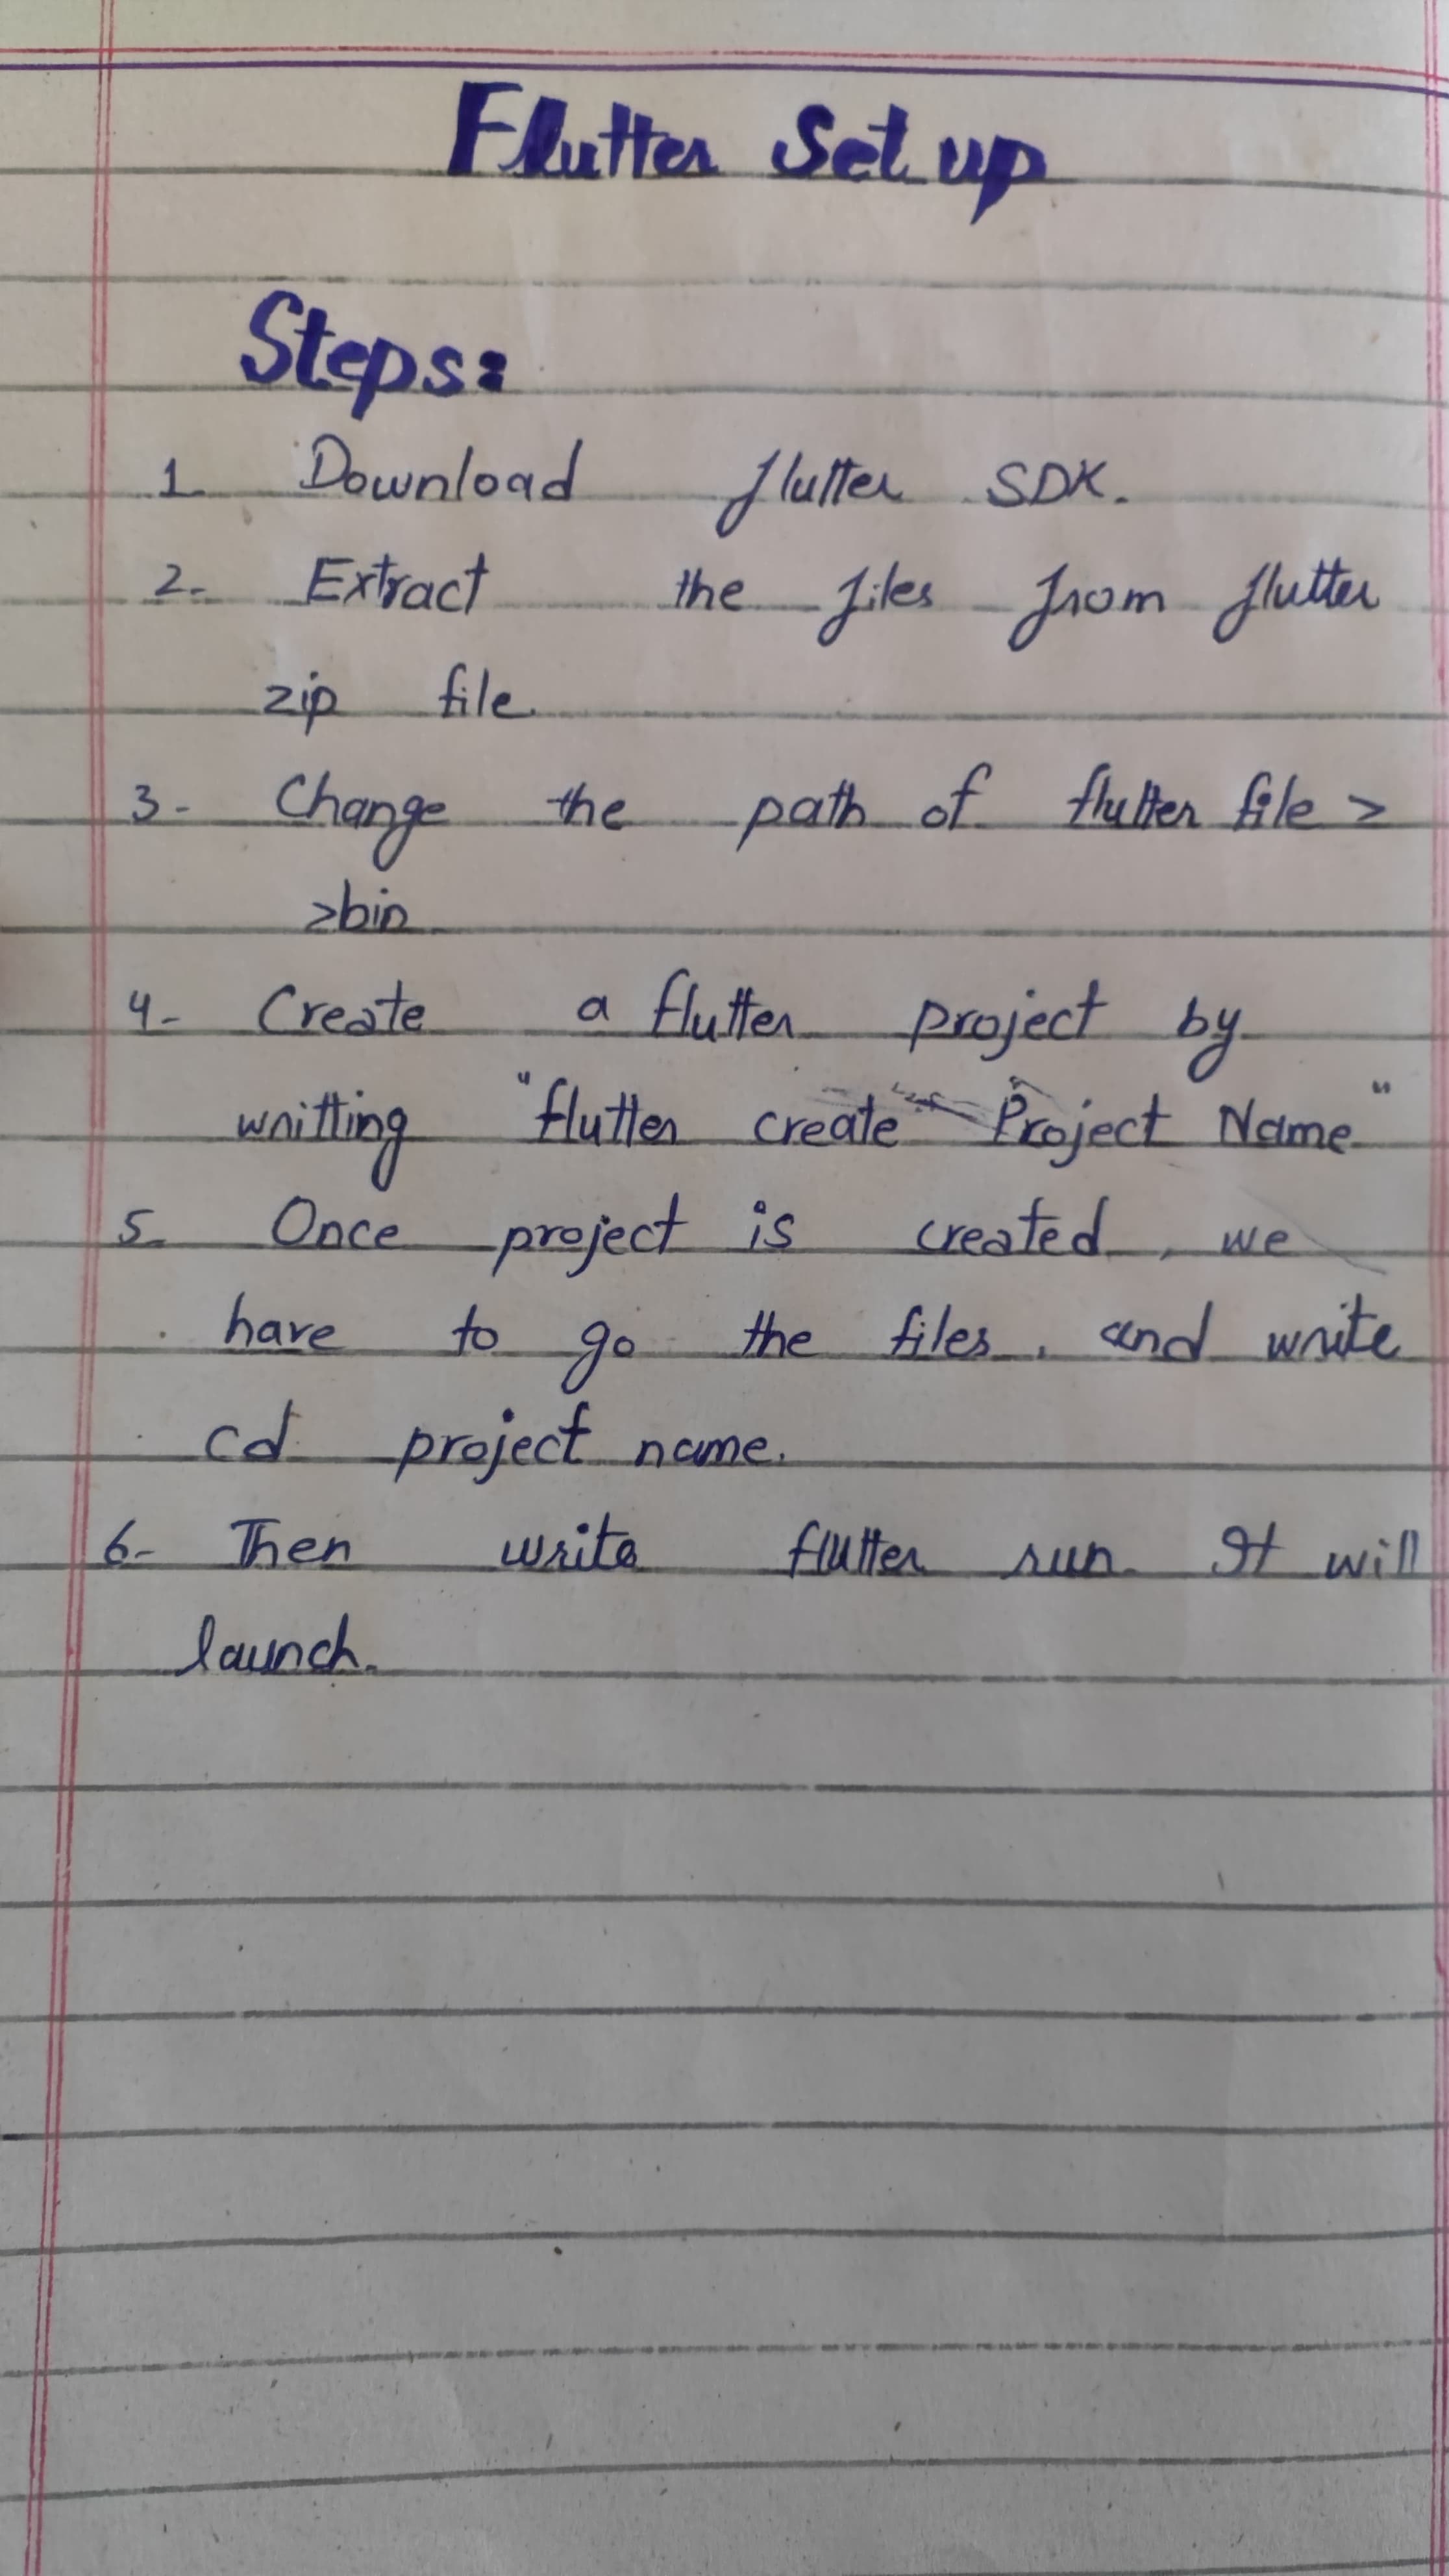 Flutter Set up
Steps:
1. Download flutter SDK.
2- Extract the files from flutter
zip file.
3- Change the path of flutter file >
>bin
4- Create a flutter project by
writting "flutter create Project Name"
5- Once project is created, we
have to go the files, and write
cd project name.
6- Then write flutter run. It will
launch.